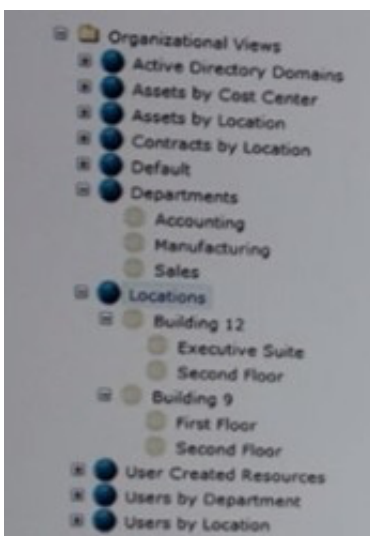 Organizational Views
Active Directory Domains
Assets by Cost Center
Assets by Location
Contracts by Location
Default
Departments
Accounting
Manufacturing
Sales
Locations
Building 12
Executive Suite
Second Floor
Building 9
First Floor
Second Floor
User Created Resources
Users by Department
Users by Location